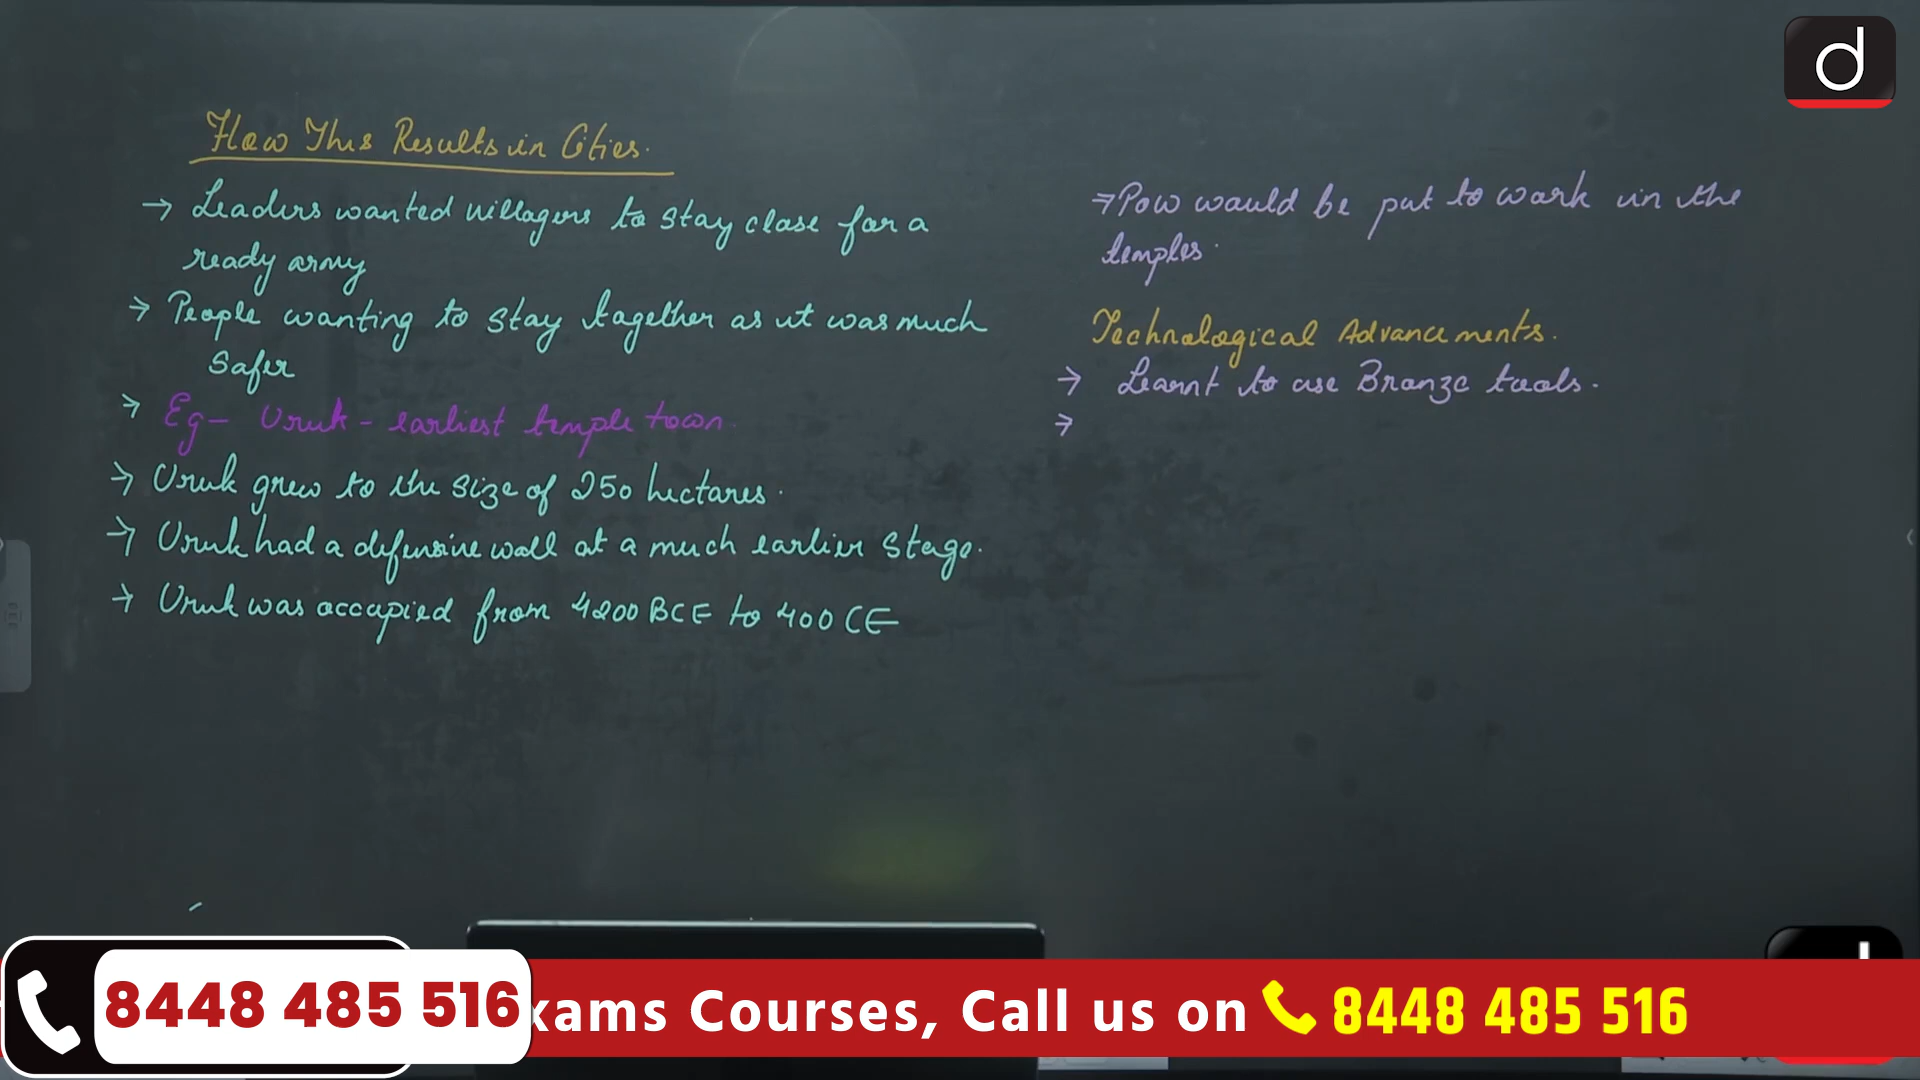 How This Results in Cities.
→ Leaders wanted villagers to stay close for a
ready army
→ People wanting to stay together as it was much
Safer
→ Eg- Uruk - earliest temple town.
→ Uruk grew to the size of 250 hectares.
→ Uruk had a defensive wall at a much earlier stage.
→ Uruk was occupied from 4200 BCE to 400 CE
→ Pow would be put to work in the
temples.
Technological Advancements.
→ Learnt to use Bronze tools.
→
d
8448 485 516
xams Courses, Call us on 8448 485 516